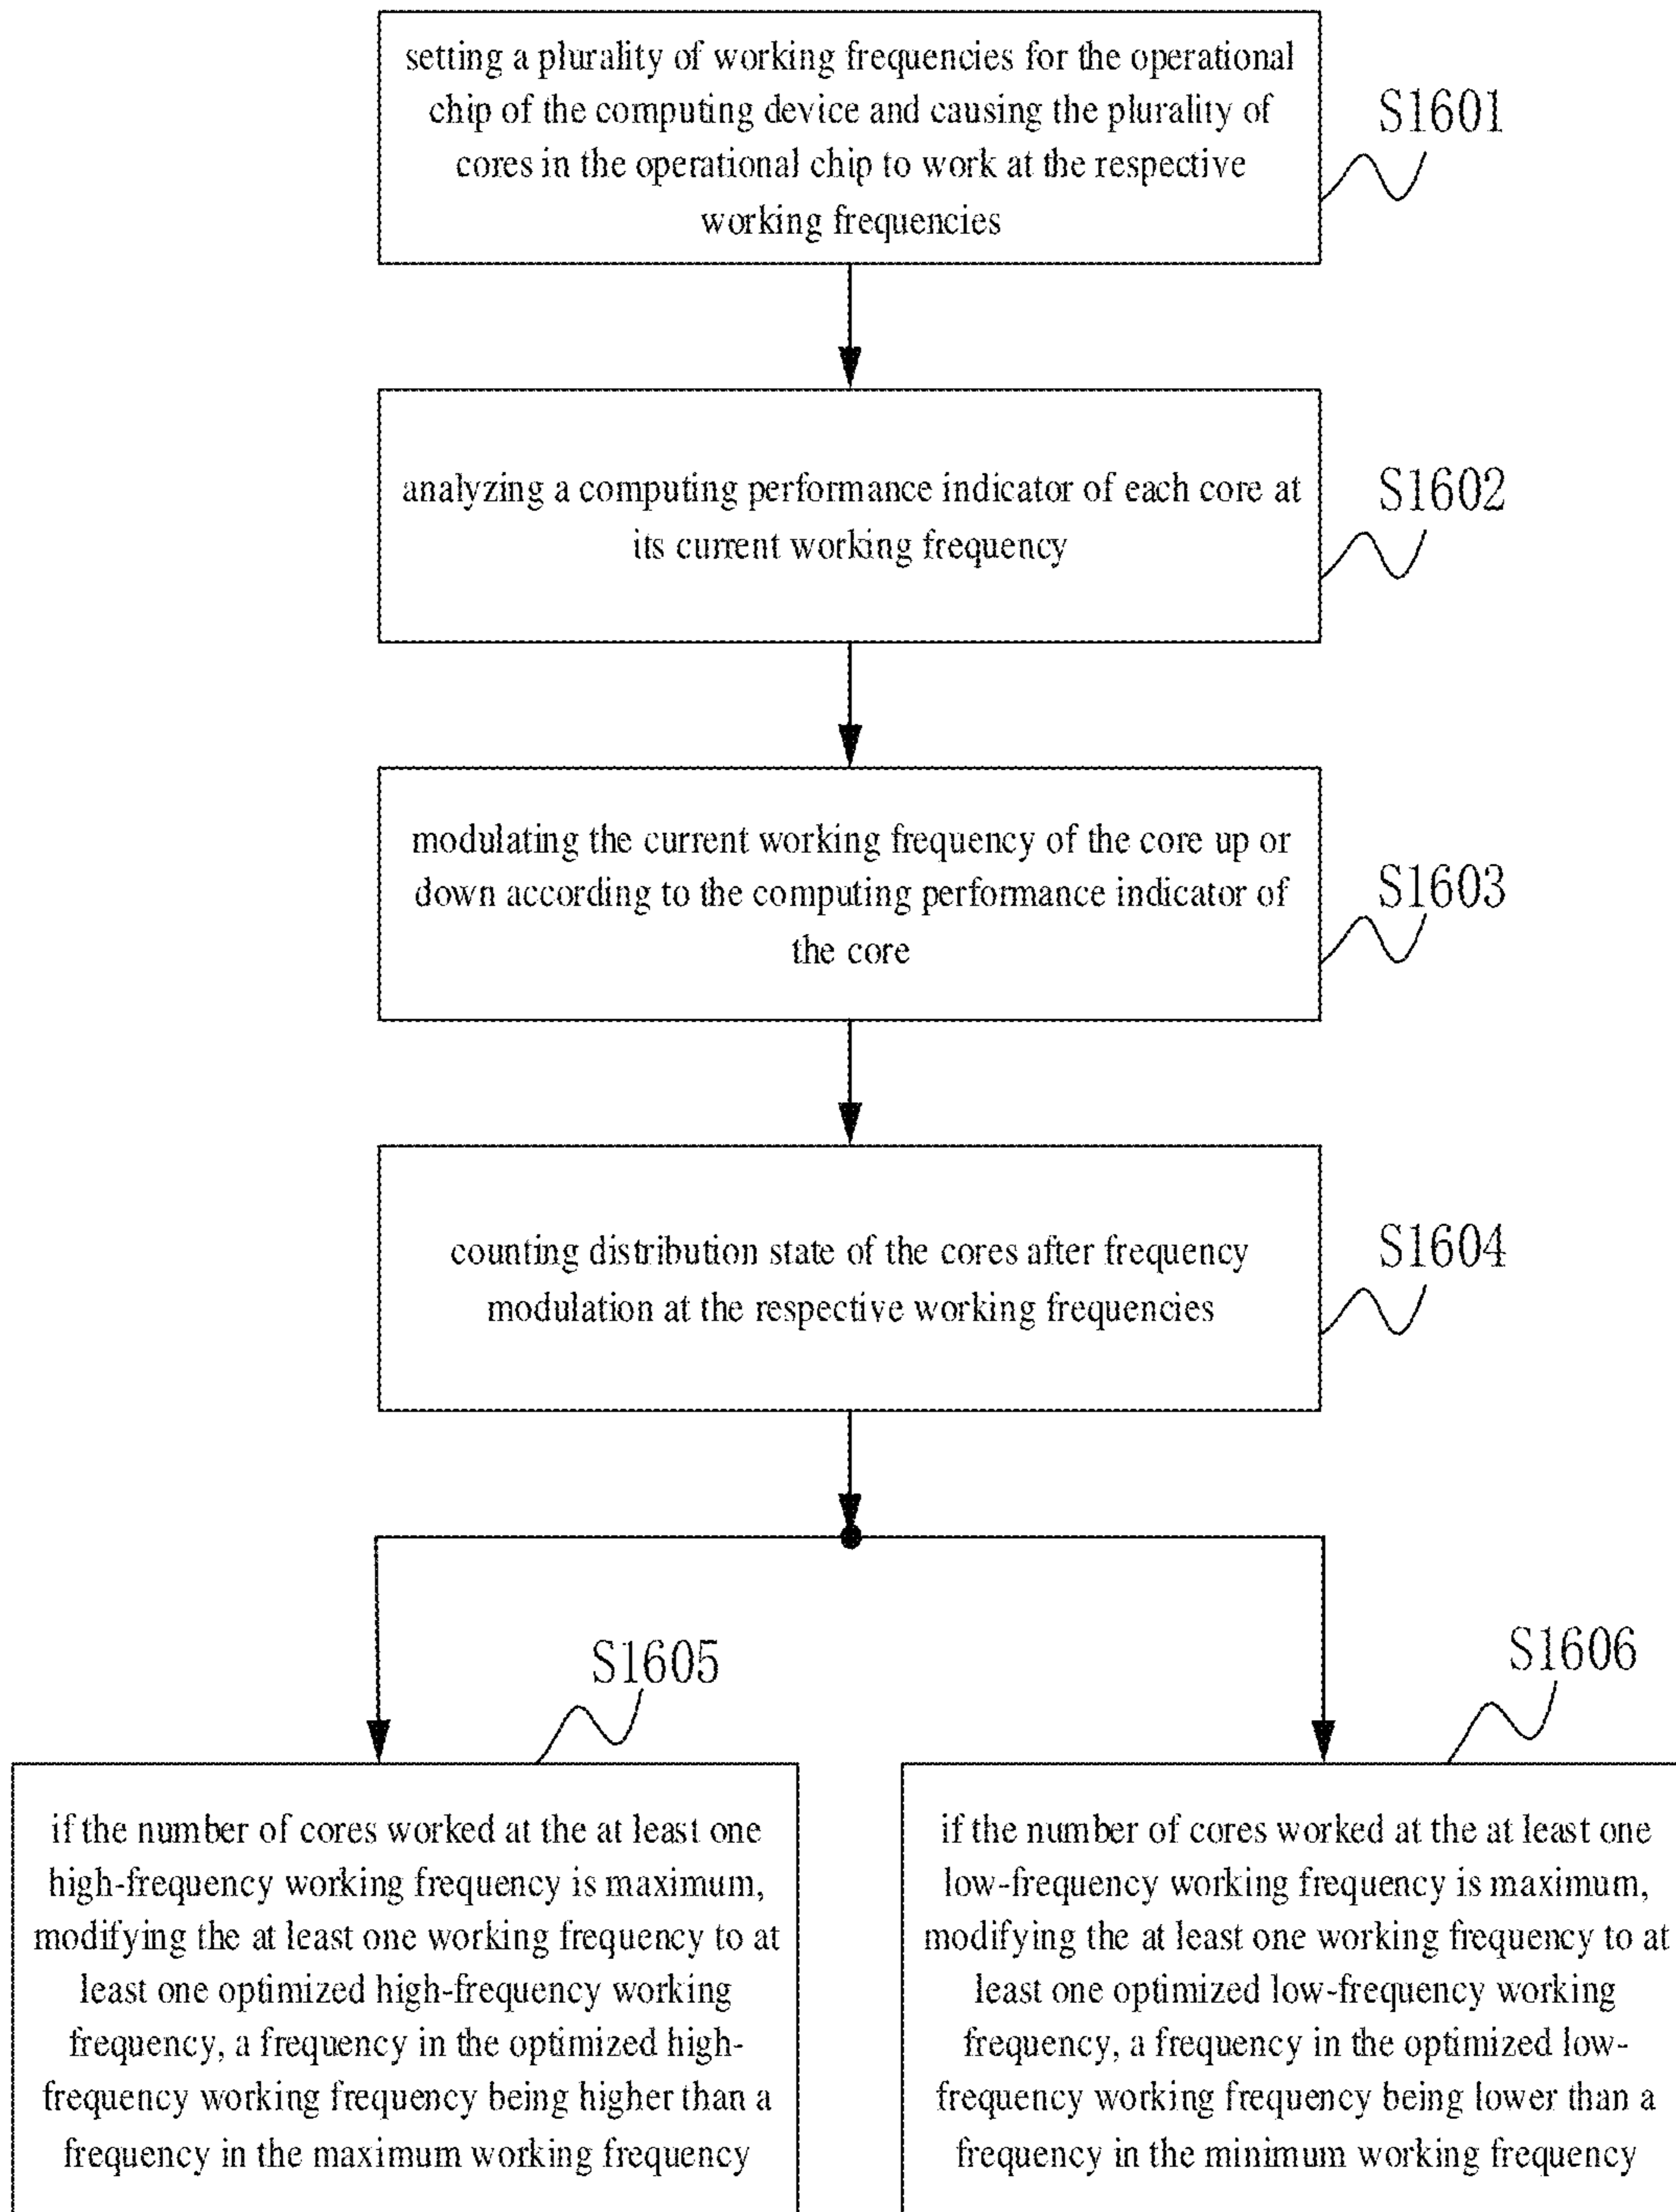 setting a plurality of working frequencies for the operational
chip of the computing device and causing the plurality of
cores in the operational chip to work at the respective
working frequencies
S1601
analyzing a computing performance indicator of each core at
its current working frequency
S1602
modulating the current working frequency of the core up or
down according to the computing performance indicator of
the core
S1603
counting distribution state of the cores after frequency
modulation at the respective working frequencies
S1604
S1605
if the number of cores worked at the at least one
high-frequency working frequency is maximum,
modifying the at least one working frequency to at
least one optimized high-frequency working
frequency, a frequency in the optimized high-
frequency working frequency being higher than a
frequency in the maximum working frequency
S1606
if the number of cores worked at the at least one
low-frequency working frequency is maximum,
modifying the at least one working frequency to at
least one optimized low-frequency working
frequency, a frequency in the optimized low-
frequency working frequency being lower than a
frequency in the minimum working frequency